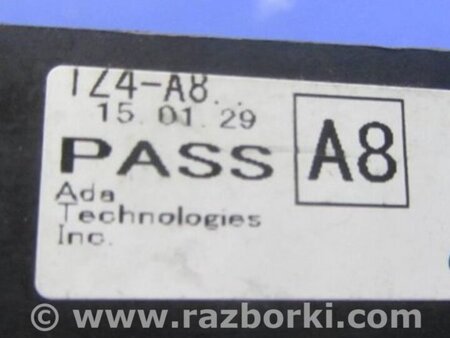 TZ4-A8..
15.01.29
PASS
A8
Ada
Technologies
Inc.
© www.razborki.com